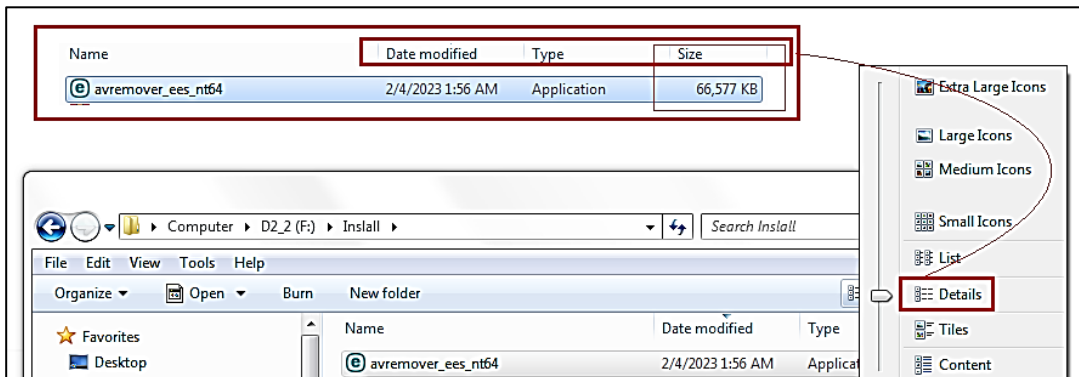 Name Date modified Type Size
avremover_ees_nt64 2/4/2023 1:56 AM Application 66,577 KB
Extra Large Icons
Large Icons
Medium Icons
Small Icons
List
Details
Tiles
Content
Computer D2_2 (F:) Inslall Search Inslall
File Edit View Tools Help
Organize Open Burn New folder
Favorites
Desktop
Name Date modified Type
avremover_ees_nt64 2/4/2023 1:56 AM Applicat